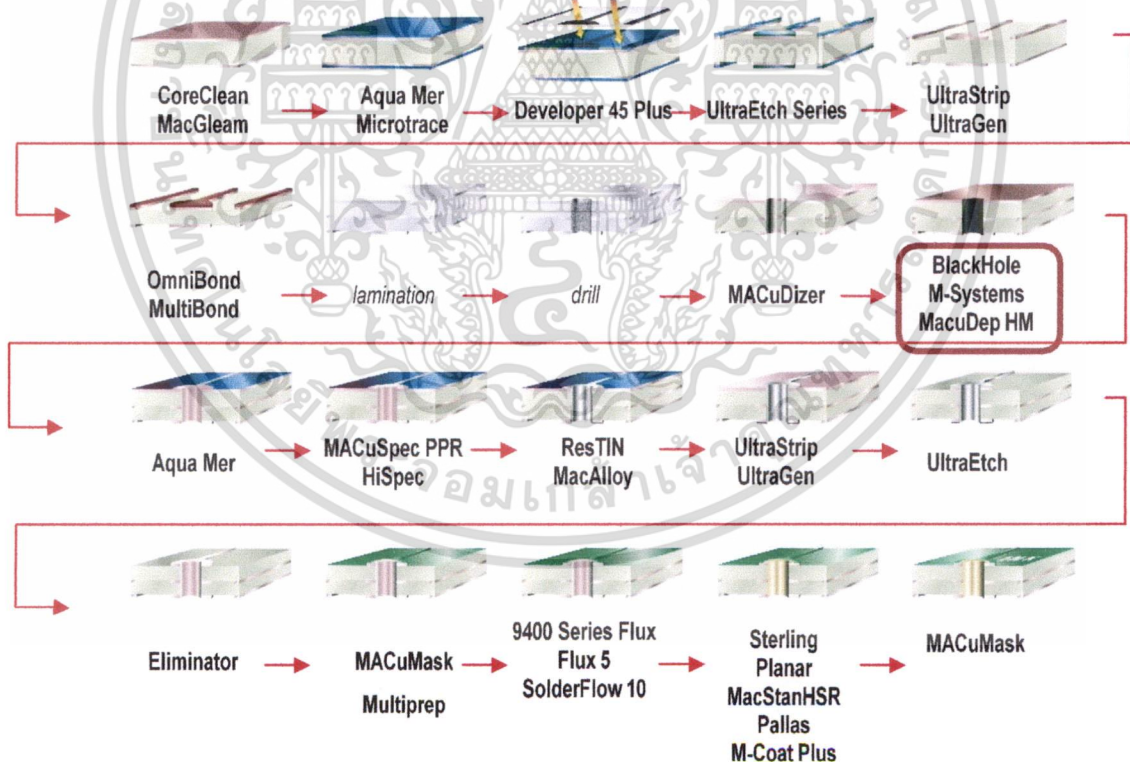 CoreClean
MacGleam
Aqua Mer
Microtrace
Developer 45 Plus
UltraEtch Series
UltraStrip
UltraGen
OmniBond
MultiBond
lamination
drill
MACuDizer
BlackHole
M-Systems
MacuDep HM
Aqua Mer
MACuSpec PPR
HiSpec
ResTIN
MacAlloy
UltraStrip
UltraGen
UltraEtch
Eliminator
MACuMask
Multiprep
9400 Series Flux
Flux 5
SolderFlow 10
Sterling
Planar
MacStanHSR
Pallas
M-Coat Plus
MACuMask